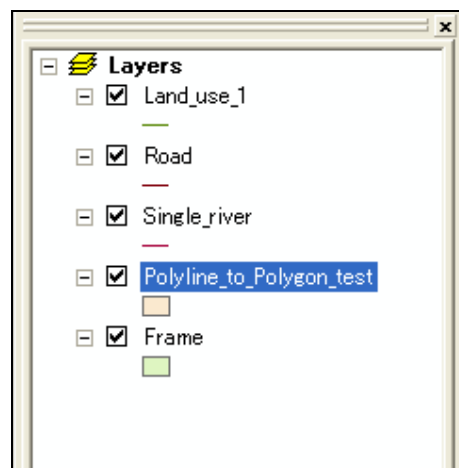 Layers
Land_use_1
Road
Single_river
Polyline_to_Polygon_test
Frame